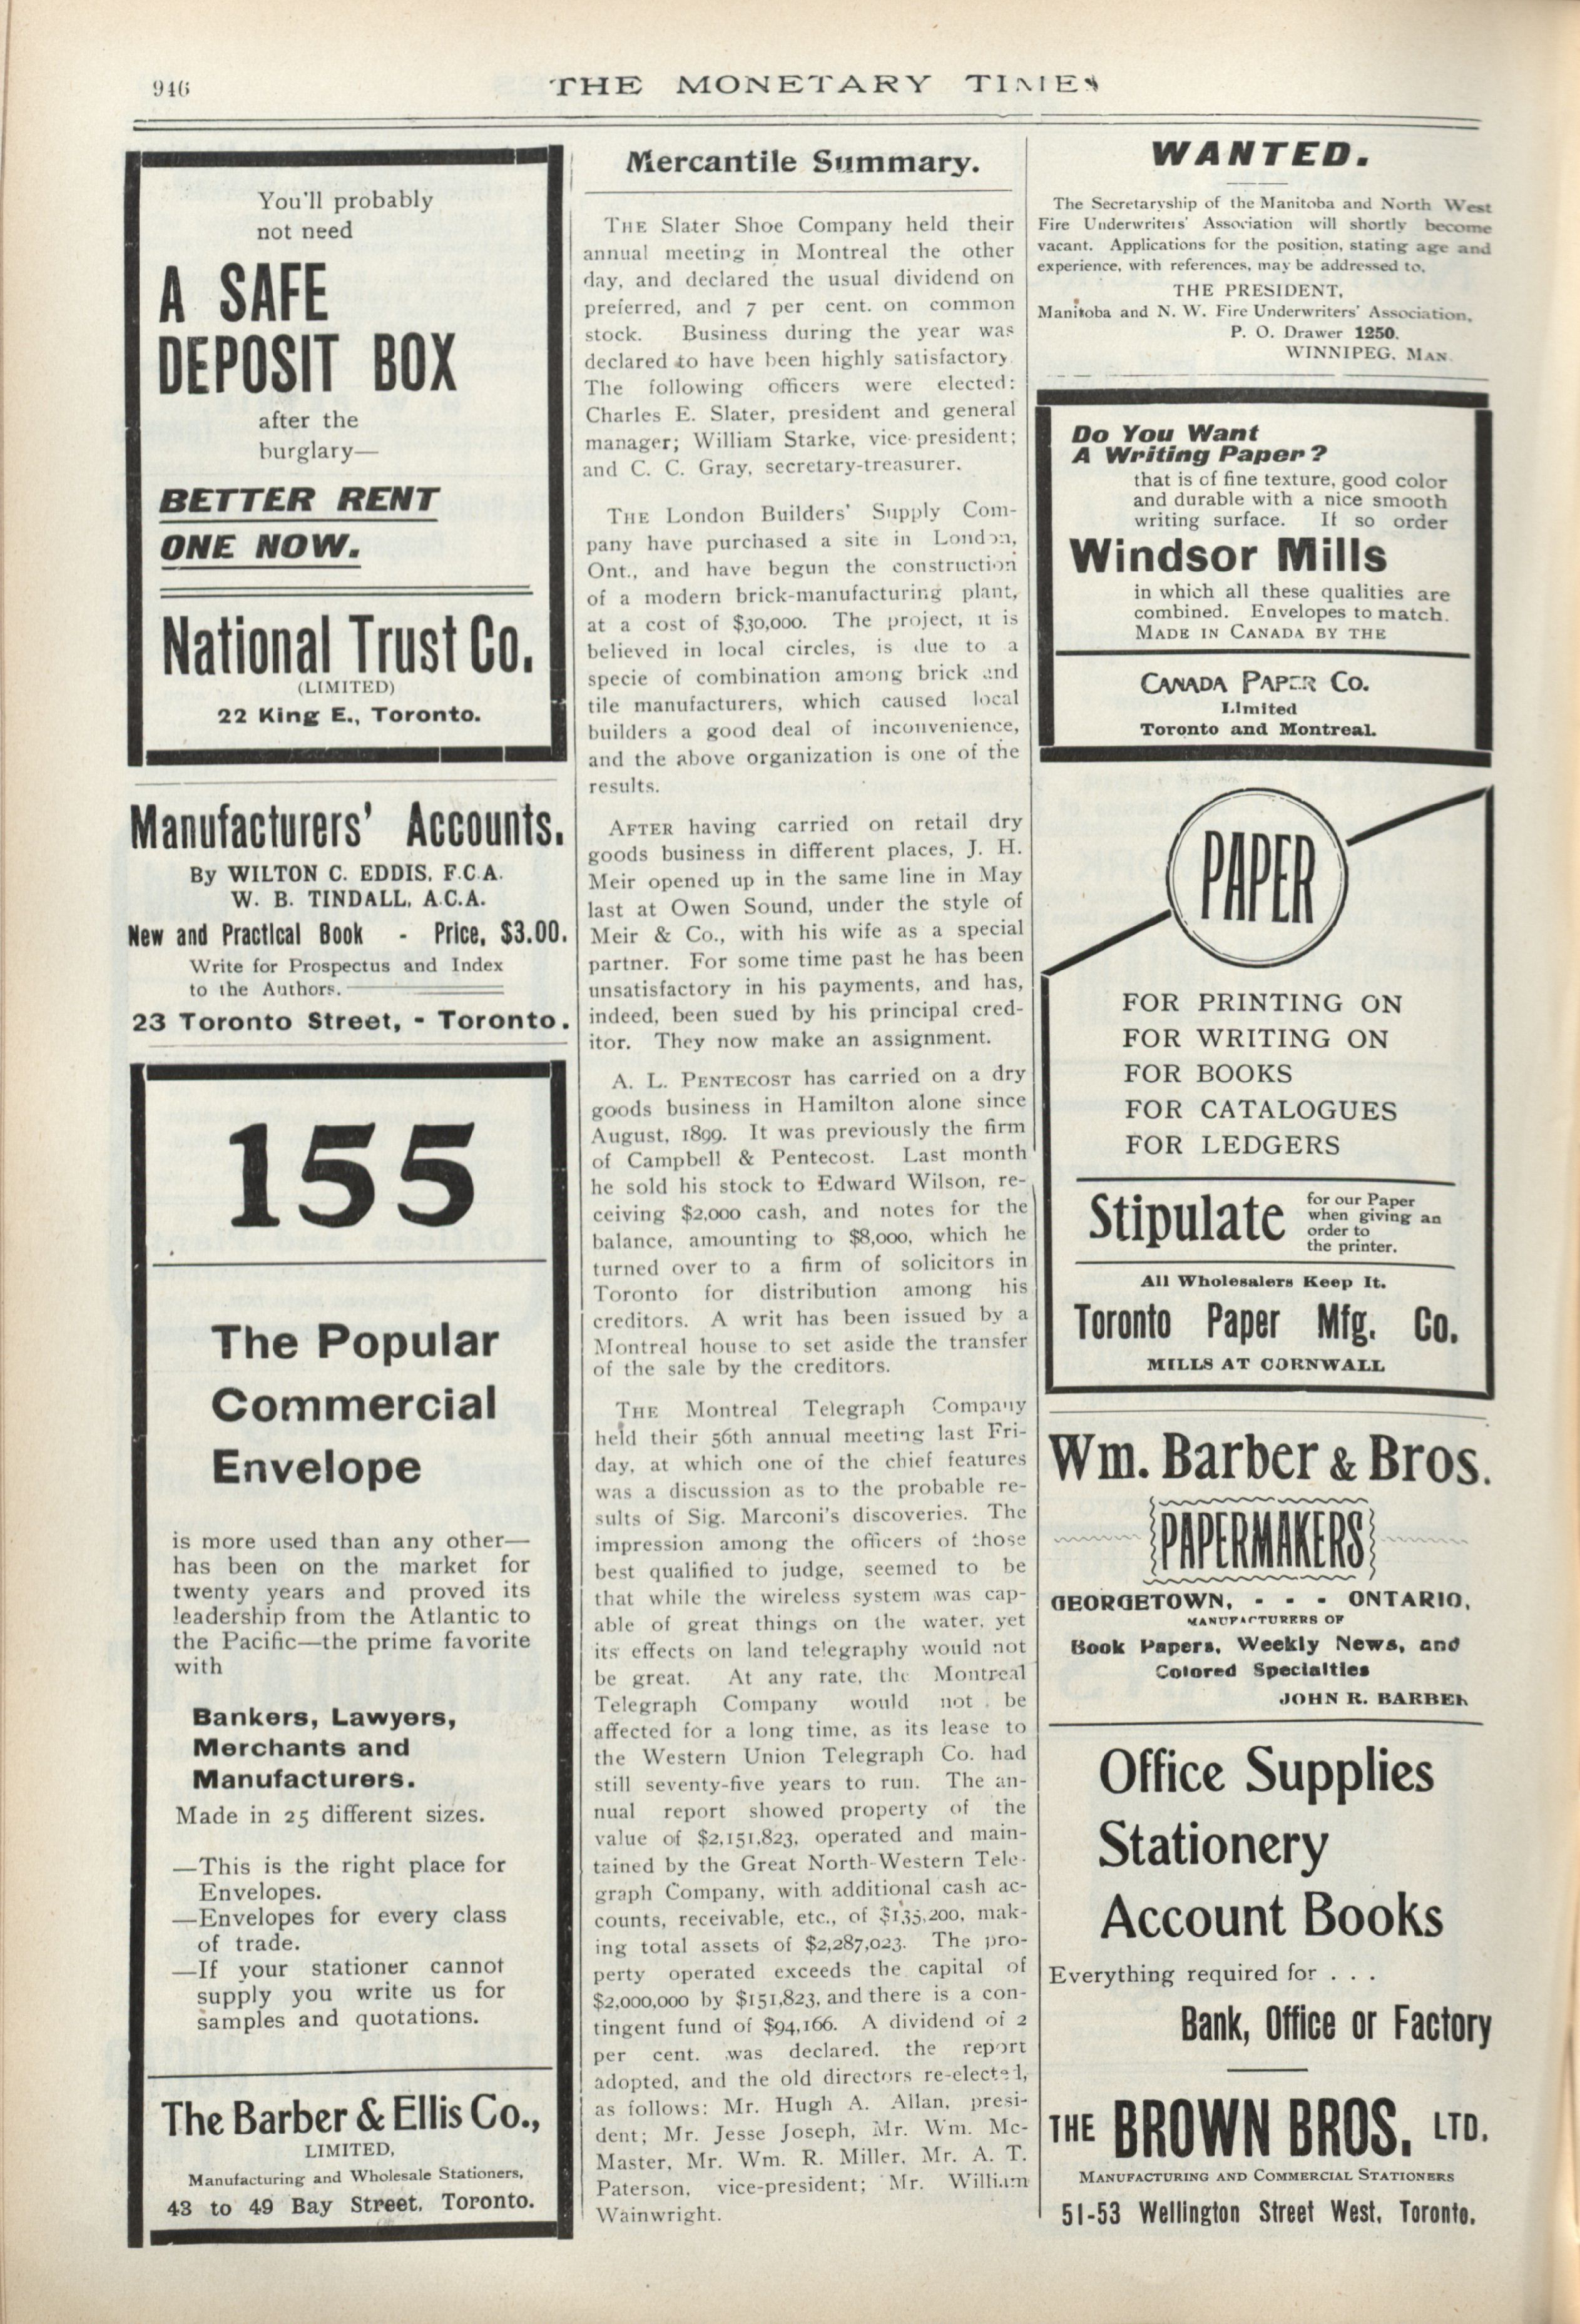 946
THE MONETARY TIMES
You'll probably
not need
A SAFE
DEPOSIT BOX
after the
burglary—
BETTER RENT
ONE NOW.
National Trust Co.
(LIMITED)
22 King E., Toronto.
Manufacturers' Accounts.
By WILTON C. EDDIS, F.C.A.
W. B. TINDALL, A.C.A.
New and Practical Book - Price, $3.00.
Write for Prospectus and Index
to the Authors.
23 Toronto Street, - Toronto.
155
The Popular
Commercial
Envelope
is more used than any other—
has been on the market for
twenty years and proved its
leadership from the Atlantic to
the Pacific—the prime favorite
with
Bankers, Lawyers,
Merchants and
Manufacturers.
Made in 25 different sizes.
—This is the right place for
Envelopes.
—Envelopes for every class
of trade.
—If your stationer cannot
supply you write us for
samples and quotations.
The Barber & Ellis Co.,
LIMITED,
Manufacturing and Wholesale Stationers,
43 to 49 Bay Street, Toronto.
Mercantile Summary.
THE Slater Shoe Company held their
annual meeting in Montreal the other
day, and declared the usual dividend on
preferred, and 7 per cent. on common
stock. Business during the year was
declared to have been highly satisfactory.
The following officers were elected:
Charles E. Slater, president and general
manager; William Starke, vice-president;
and C. C. Gray, secretary-treasurer.
THE London Builders' Supply Com-
pany have purchased a site in London,
Ont., and have begun the construction
of a modern brick-manufacturing plant,
at a cost of $30,000. The project, it is
believed in local circles, is due to a
specie of combination among brick and
tile manufacturers, which caused local
builders a good deal of inconvenience,
and the above organization is one of the
results.
AFTER having carried on retail dry
goods business in different places, J. H.
Meir opened up in the same line in May
last at Owen Sound, under the style of
Meir & Co., with his wife as a special
partner. For some time past he has been
unsatisfactory in his payments, and has,
indeed, been sued by his principal cred-
itor. They now make an assignment.
A. L. PENTECOST has carried on a dry
goods business in Hamilton alone since
August, 1899. It was previously the firm
of Campbell & Pentecost. Last month
he sold his stock to Edward Wilson, re-
ceiving $2,000 cash, and notes for the
balance, amounting to $8,000, which he
turned over to a firm of solicitors in
Toronto for distribution among his
creditors. A writ has been issued by a
Montreal house to set aside the transfer
of the sale by the creditors.
THE Montreal Telegraph Company
held their 56th annual meeting last Fri-
day, at which one of the chief features
was a discussion as to the probable re-
sults of Sig. Marconi's discoveries. The
impression among the officers of those
best qualified to judge, seemed to be
that while the wireless system was cap-
able of great things on the water, yet
its effects on land telegraphy would not
be great. At any rate, the Montreal
Telegraph Company would not be
affected for a long time, as its lease to
the Western Union Telegraph Co. had
still seventy-five years to run. The an-
nual report showed property of the
value of $2,151,823, operated and main-
tained by the Great North-Western Tele-
graph Company, with additional cash ac-
counts, receivable, etc., of $135,200, mak-
ing total assets of $2,287,023. The pro-
perty operated exceeds the capital of
$2,000,000 by $151,823, and there is a con-
tingent fund of $94,166. A dividend of 2
per cent. was declared, the report
adopted, and the old directors re-elected,
as follows: Mr. Hugh A. Allan, presi-
dent; Mr. Jesse Joseph, Mr. Wm. Mc-
Master, Mr. Wm. R. Miller, Mr. A. T.
Paterson, vice-president; Mr. William
Wainwright.
WANTED.
The Secretaryship of the Manitoba and North West
Fire Underwriters' Association will shortly become
vacant. Applications for the position, stating age and
experience, with references, may be addressed to,
THE PRESIDENT,
Manitoba and N. W. Fire Underwriters' Association,
P. O. Drawer 1250.
WINNIPEG, MAN.
Do You Want
A Writing Paper?
that is of fine texture, good color
and durable with a nice smooth
writing surface. If so order
Windsor Mills
in which all these qualities are
combined. Envelopes to match.
MADE IN CANADA BY THE
CANADA PAPER CO.
Limited
Toronto and Montreal.
PAPER
FOR PRINTING ON
FOR WRITING ON
FOR BOOKS
FOR CATALOGUES
FOR LEDGERS
Stipulate for our Paper
when giving an
order to
the printer.
All Wholesalers Keep It.
Toronto Paper Mfg. Co.
MILLS AT CORNWALL
Wm. Barber & Bros.
PAPERMAKERS
GEORGETOWN, - - - ONTARIO,
MANUFACTURERS OF
Book Papers, Weekly News, and
Colored Specialties
JOHN R. BARBER
Office Supplies
Stationery
Account Books
Everything required for . . .
Bank, Office or Factory
THE BROWN BROS. LTD.
MANUFACTURING AND COMMERCIAL STATIONERS
51-53 Wellington Street West, Toronto.